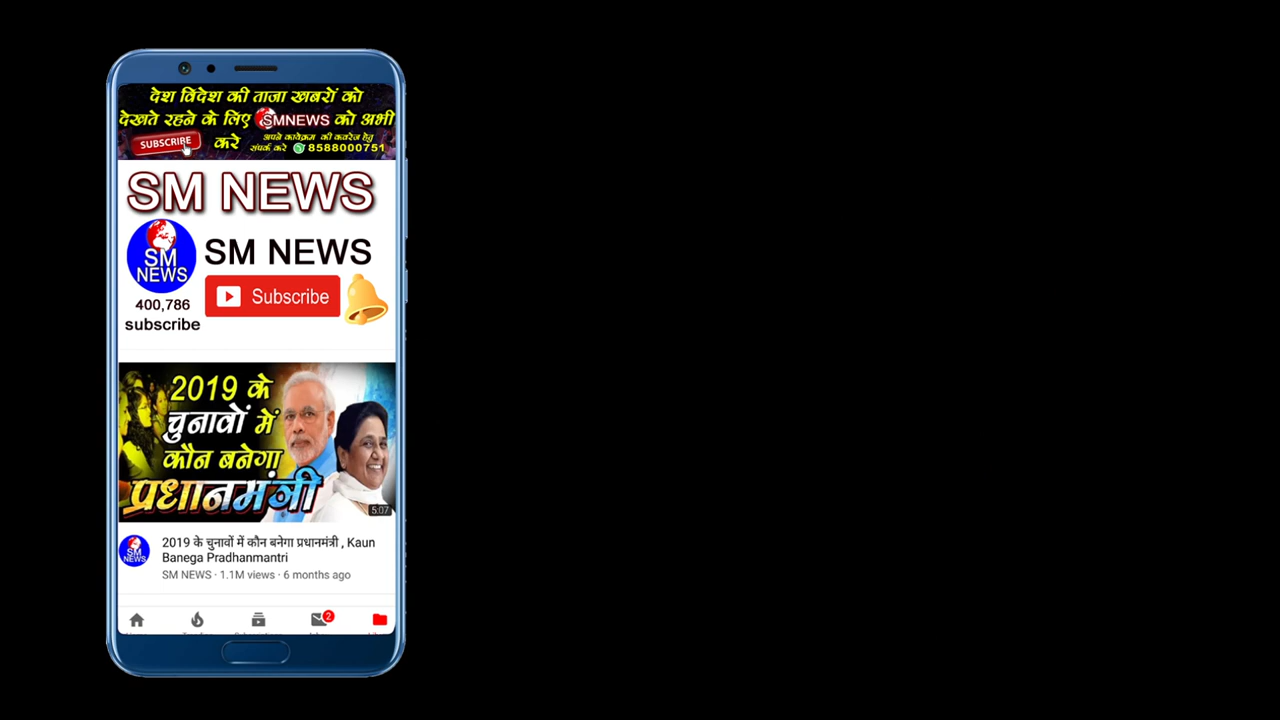 देश विदेश की ताजा खबरों को
देखते रहने के लिए SMNEWS को अभी
SUBSCRIBE करे अपने कार्यक्रम की कवरेज हेतु
संपर्क करे 8588000751
SM NEWS
SM NEWS
SM NEWS
Subscribe
400,786
subscribe
2019 के
चुनावों में
कौन बनेगा
प्रधानमंत्री
5:07
2019 के चुनावों में कौन बनेगा प्रधानमंत्री , Kaun
Banega Pradhanmantri
SM NEWS
SM NEWS · 1.1M views · 6 months ago
2